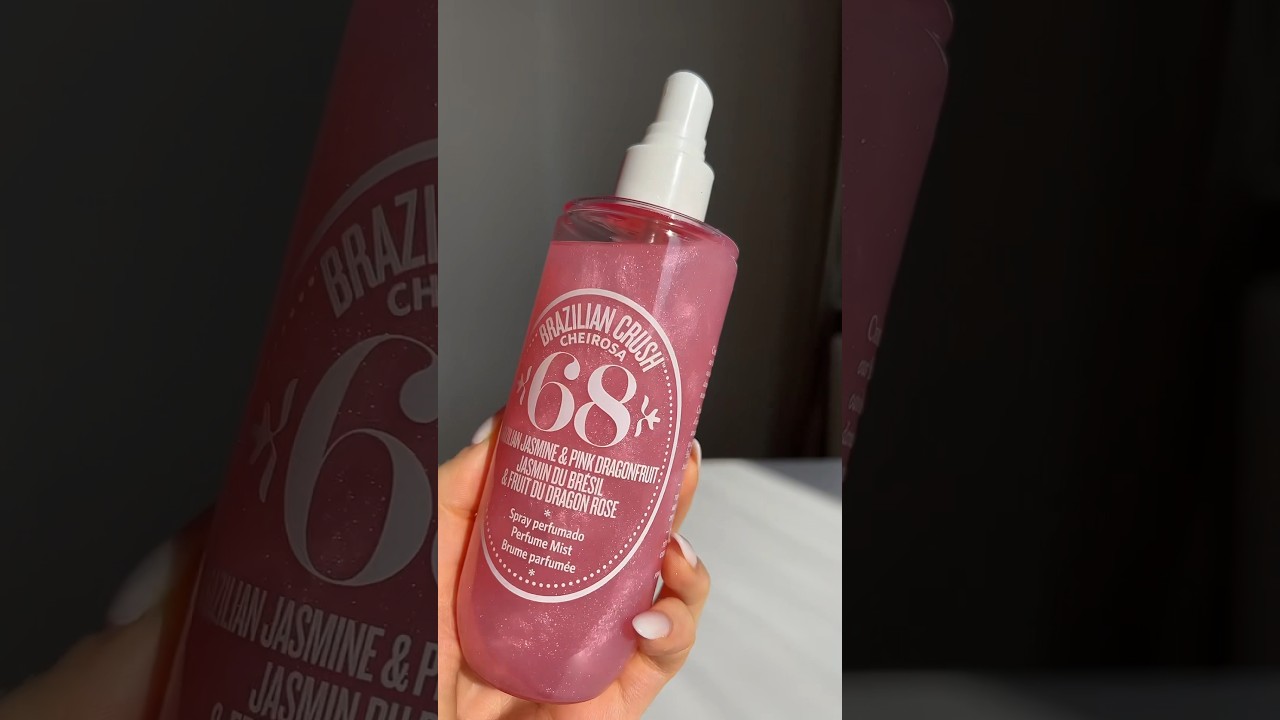 BRAZILIAN CRUSH
CHEIROSA
68
JASMINE & PINK DRAGONFRUIT
JASMIN DU BRÉSIL
& FRUIT DU DRAGON ROSE
Spray perfumado
Perfume Mist
Brume parfumée